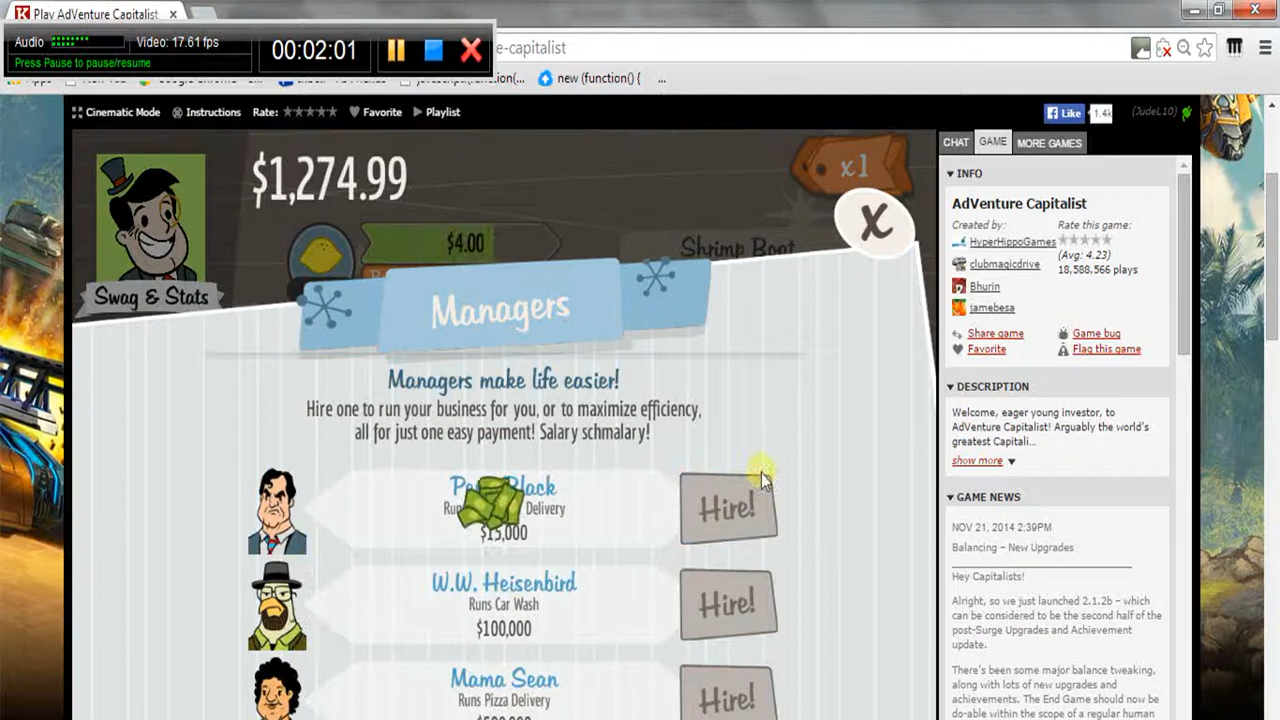 Play AdVenture Capitalist
Audio
Video: 17.61 fps
00:02:01
Press Pause to pause/resume
e-capitalist
new (function() {
...
Cinematic Mode
Instructions
Rate:
Favorite
Playlist
Like
1.4k
(JudeL10)
$1,274.99
x1
X
$4.00
Shrimp Boat
Swag & Stats
Managers
Managers make life easier!
Hire one to run your business for you, or to maximize efficiency,
all for just one easy payment! Salary schmalary!
Black
Delivery
$15,000
Hire!
W.W. Heisenbird
Runs Car Wash
$100,000
Hire!
Mama Sean
Runs Pizza Delivery
Hire!
CHAT
GAME
MORE GAMES
INFO
AdVenture Capitalist
Created by:
HyperHippoGames
clubmagicdrive
Bhurin
jamebesa
Rate this game:
(Avg: 4.23)
18,588,566 plays
Share game
Game bug
Favorite
Flag this game
DESCRIPTION
Welcome, eager young investor, to
AdVenture Capitalist! Arguably the world's
greatest Capitali...
show more
GAME NEWS
NOV 21, 2014 2:39PM
Balancing – New Upgrades
Hey Capitalists!
Alright, so we just launched 2.1.2b – which
can be considered to be the second half of the
post-Surge Upgrades and Achievement
update.
There's been some major balance tweaking,
along with lots of new upgrades and
achievements. The End Game should now be
do-able within the scope of a regular human